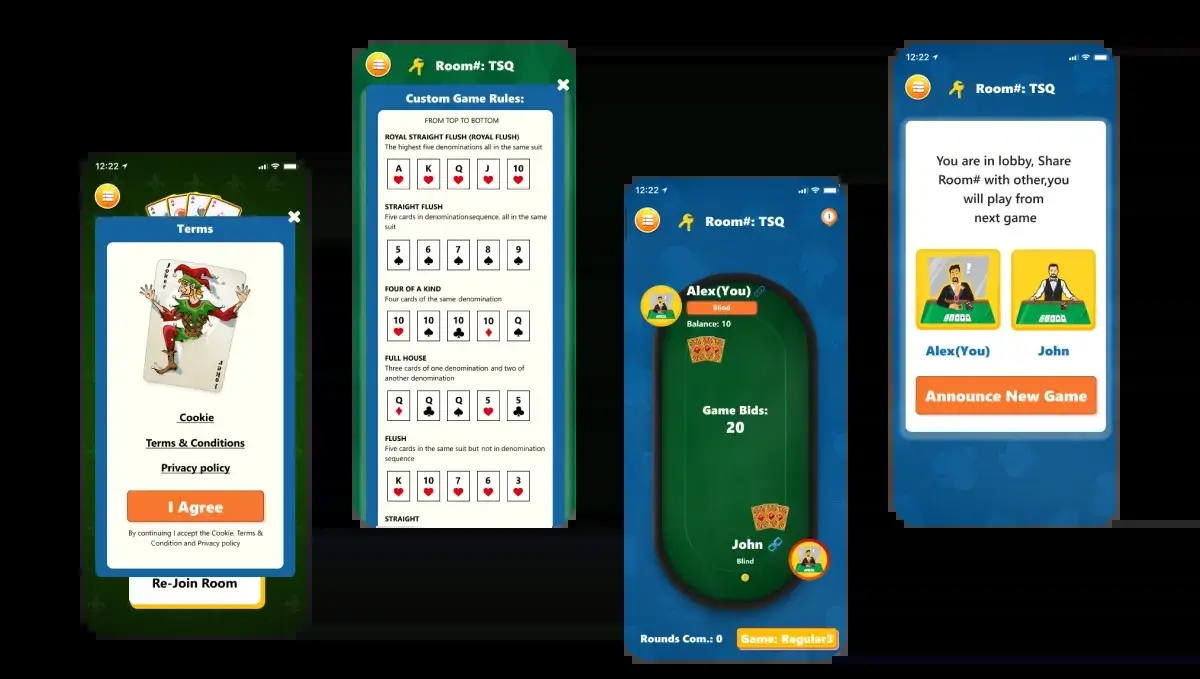 12:22
Terms
Joker
JOKER
Cookie
Terms & Conditions
Privacy policy
I Agree
By continuing I accept the Cookie, Terms &
Condition and Privacy policy
Re-Join Room
Room#: TSQ
Custom Game Rules:
FROM TOP TO BOTTOM
ROYAL STRAIGHT FLUSH (ROYAL FLUSH)
The highest five denominations all in the same suit
A K Q J 10
STRAIGHT FLUSH
Five cards in denominationsequence, all in the same
suit
5 6 7 8 9
FOUR OF A KIND
Four cards of the same denomination
10 10 10 10 Q
FULL HOUSE
Three cards of one denomination and two of
another denomination
Q Q Q 5 5
FLUSH
Five cards in the same suit but not in denomination
sequence
K 10 7 6 3
STRAIGHT
12:22
Room#: TSQ
Alex(You)
Blind
Balance: 10
Game Bids:
20
John
Blind
Rounds Com.: 0
Game: Regular3
12:22
Room#: TSQ
You are in lobby, Share
Room# with other,you
will play from
next game
Alex(You)
John
Announce New Game